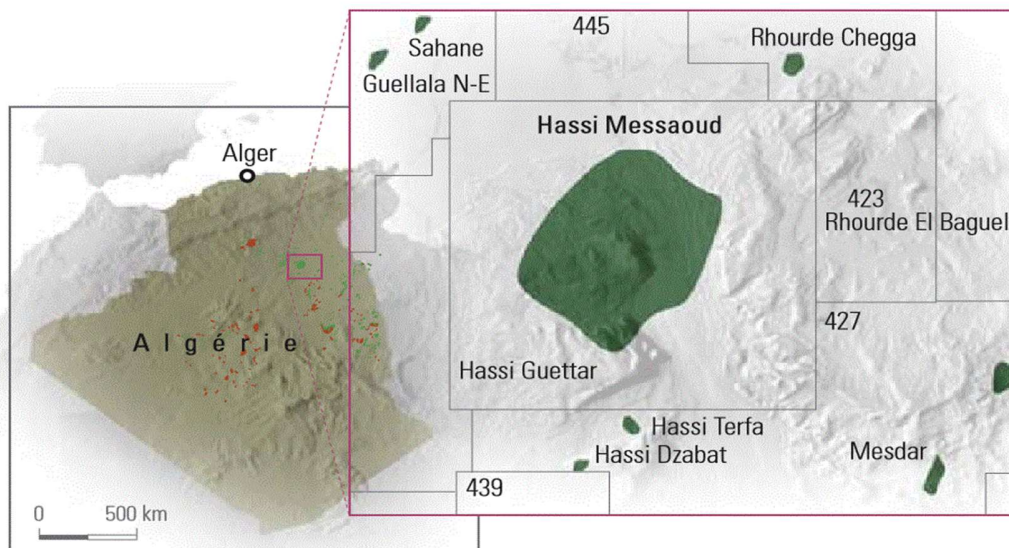 445
Rhourde Chegga
Sahane
Guellala N-E
Hassi Messaoud
Alger
423
Rhourde El Baguel
427
Algérie
Hassi Guettar
Hassi Terfa
Hassi Dzabat
Mesdar
439
0 500 km